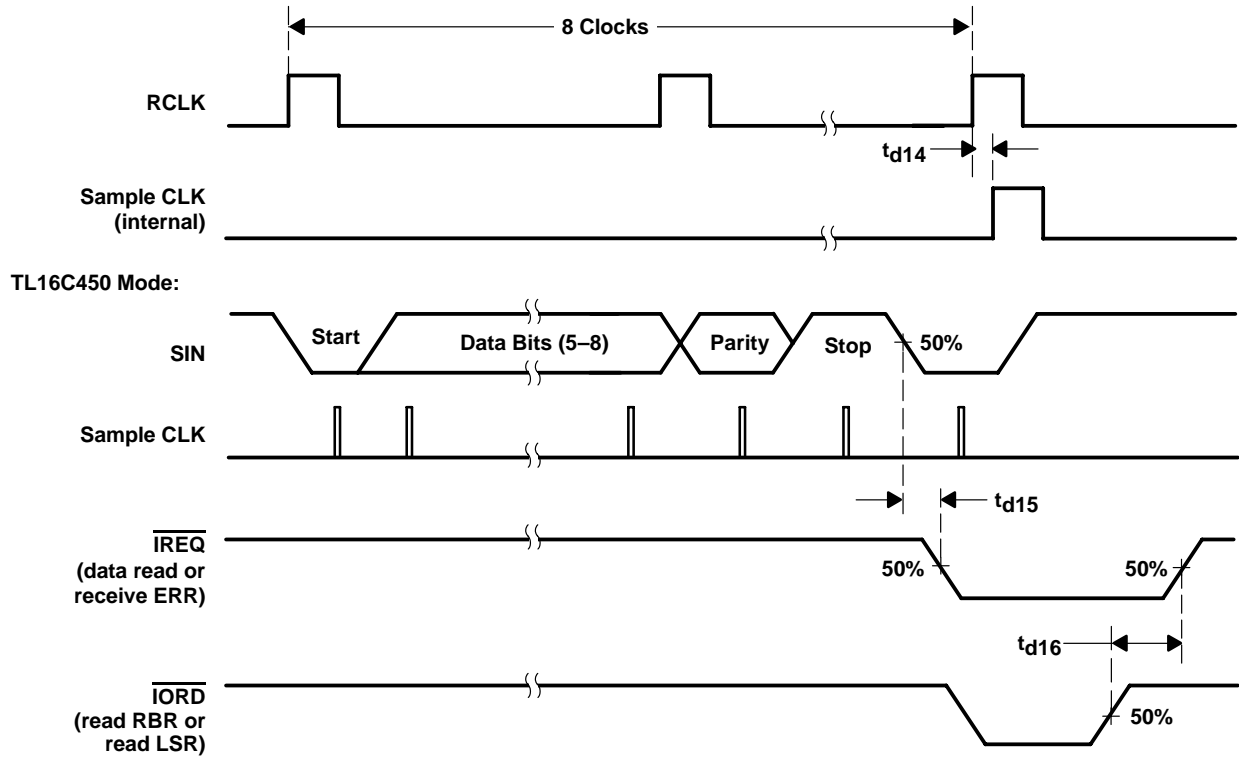 8 Clocks
RCLK
td14
Sample CLK
(internal)
TL16C450 Mode:
SIN
Start
Data Bits (5–8)
Parity
Stop
50%
Sample CLK
td15
IREQ
(data read or
receive ERR)
50%
50%
td16
IORD
(read RBR or
read LSR)
50%